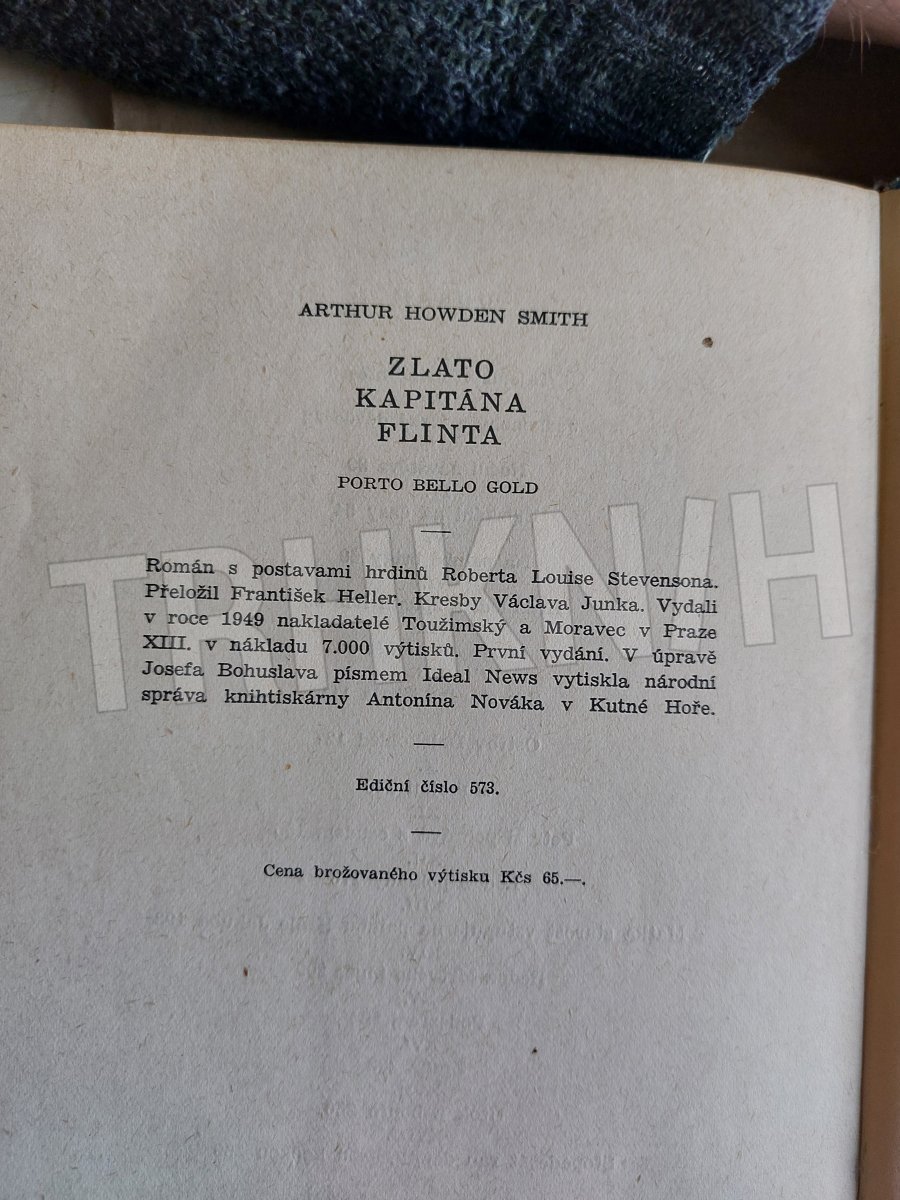 ARTHUR HOWDEN SMITH
ZLATO
KAPITÁNA
FLINTA
PORTO BELLO GOLD
Román s postavami hrdinů Roberta Louise Stevensona.
Přeložil František Heller. Kresby Václava Junka. Vydali
v roce 1949 nakladatelé Toužimský a Moravec v Praze
XIII. v nákladu 7.000 výtisků. První vydání. V úpravě
Josefa Bohuslava písmem Ideal News vytiskla národní
správa knihtiskárny Antonína Nováka v Kutné Hoře.
Ediční číslo 573.
Cena brožovaného výtisku Kčs 65.—.
TRHKNIH